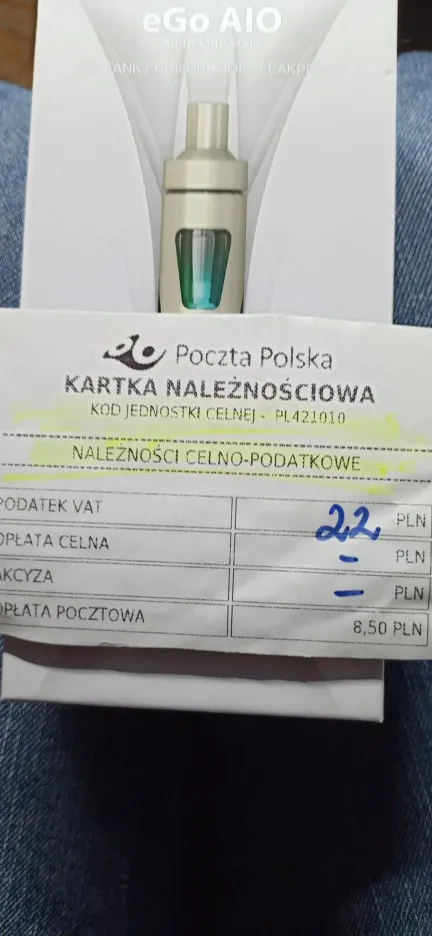 eGo AIO
Poczta Polska
KARTKA NALEŻNOŚCIOWA
KOD JEDNOSTKI CELNEJ - PL421010
NALEŻNOŚCI CELNO-PODATKOWE
PODATEK VAT 22 PLN
OPŁATA CELNA - PLN
AKCYZA - PLN
OPŁATA POCZTOWA 8,50 PLN